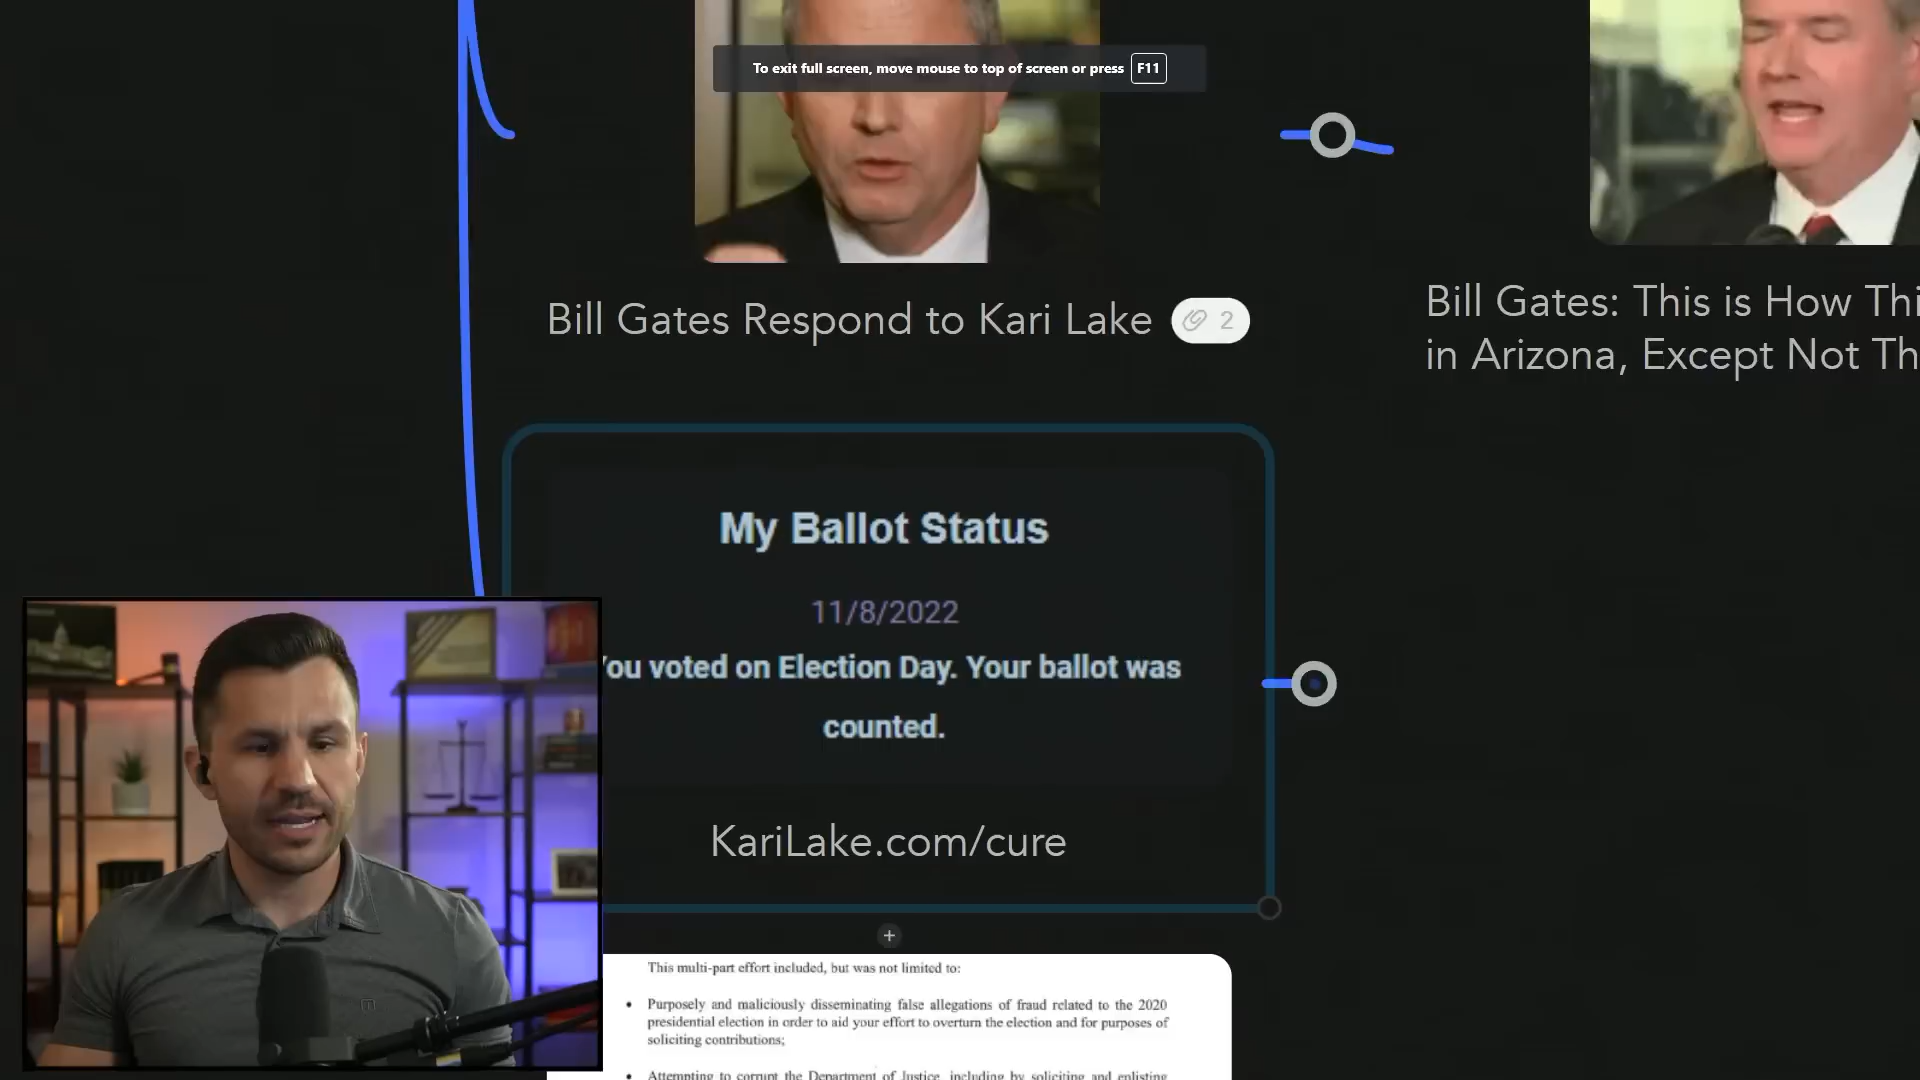 To exit full screen, move mouse to top of screen or press F11
Bill Gates Respond to Kari Lake 2
Bill Gates: This is How Thi
in Arizona, Except Not Th
My Ballot Status
11/8/2022
ou voted on Election Day. Your ballot was
counted.
KariLake.com/cure
+
This multi-part effort included, but was not limited to:
• Purposely and maliciously disseminating false allegations of fraud related to the 2020
presidential election in order to aid your effort to overturn the election and for purposes of
soliciting contributions;
• Attempting to corrupt the Department of Justice, including by soliciting and enlisting